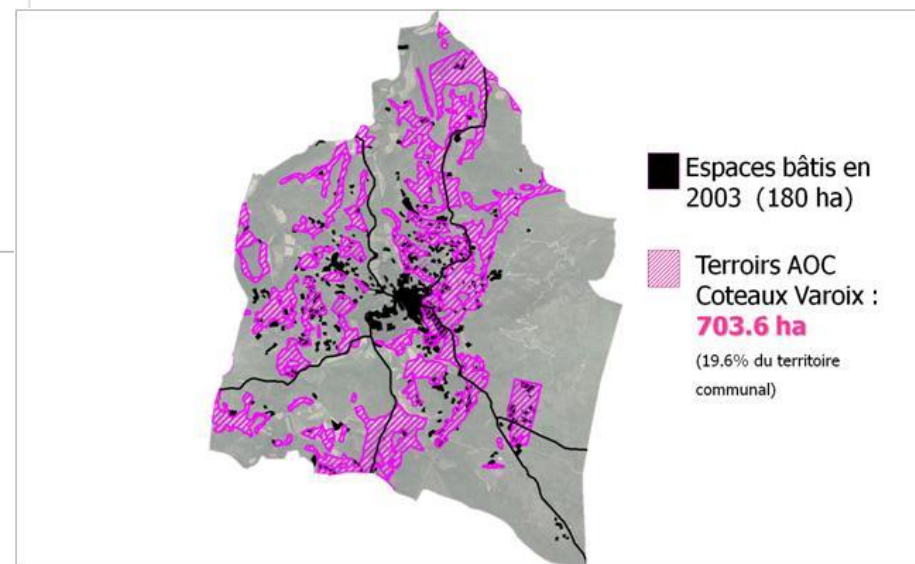 Espaces bâtis en
2003 (180 ha)
Terroirs AOC
Coteaux Varoix :
703.6 ha
(19.6% du territoire
communal)